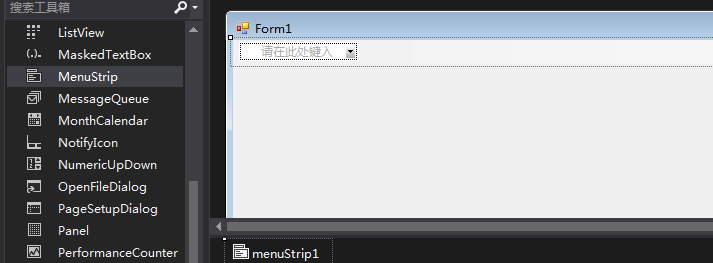 搜索工具箱
ListView
MaskedTextBox
MenuStrip
MessageQueue
MonthCalendar
NotifyIcon
NumericUpDown
OpenFileDialog
PageSetupDialog
Panel
PerformanceCounter
Form1
请在此处键入
menuStrip1